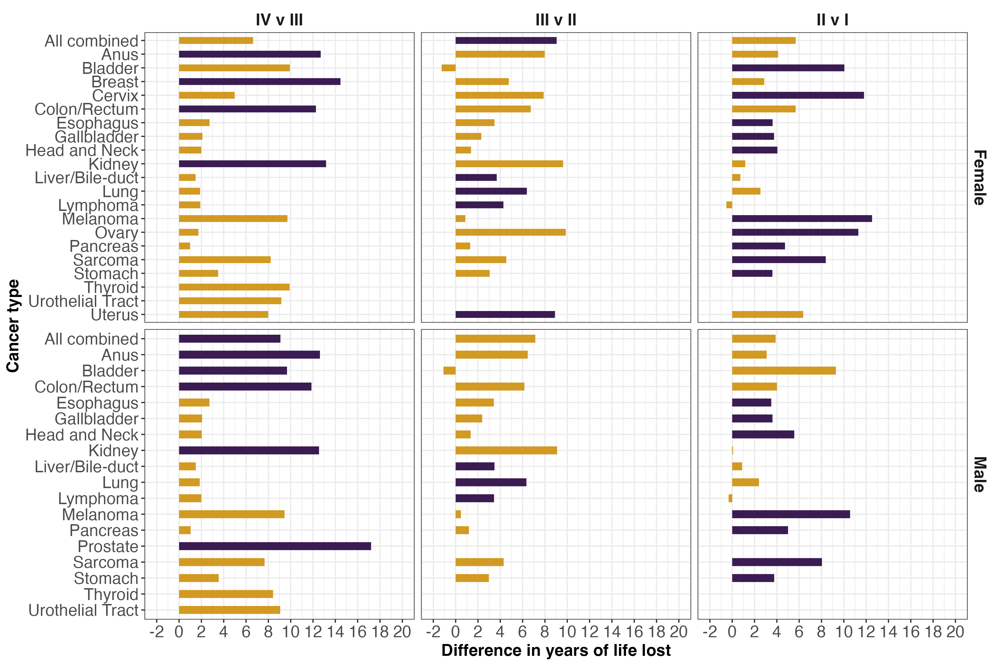 IV v III
III v II
II v I
All combined
Anus
Bladder
Breast
Cervix
Colon/Rectum
Esophagus
Gallbladder
Head and Neck
Kidney
Liver/Bile-duct
Lung
Lymphoma
Melanoma
Ovary
Pancreas
Sarcoma
Stomach
Thyroid
Urothelial Tract
Uterus
Female
Cancer type
All combined
Anus
Bladder
Colon/Rectum
Esophagus
Gallbladder
Head and Neck
Kidney
Liver/Bile-duct
Lung
Lymphoma
Melanoma
Pancreas
Prostate
Sarcoma
Stomach
Thyroid
Urothelial Tract
Male
-2 0 2 4 6 8 10 12 14 16 18 20
-2 0 2 4 6 8 10 12 14 16 18 20
-2 0 2 4 6 8 10 12 14 16 18 20
Difference in years of life lost